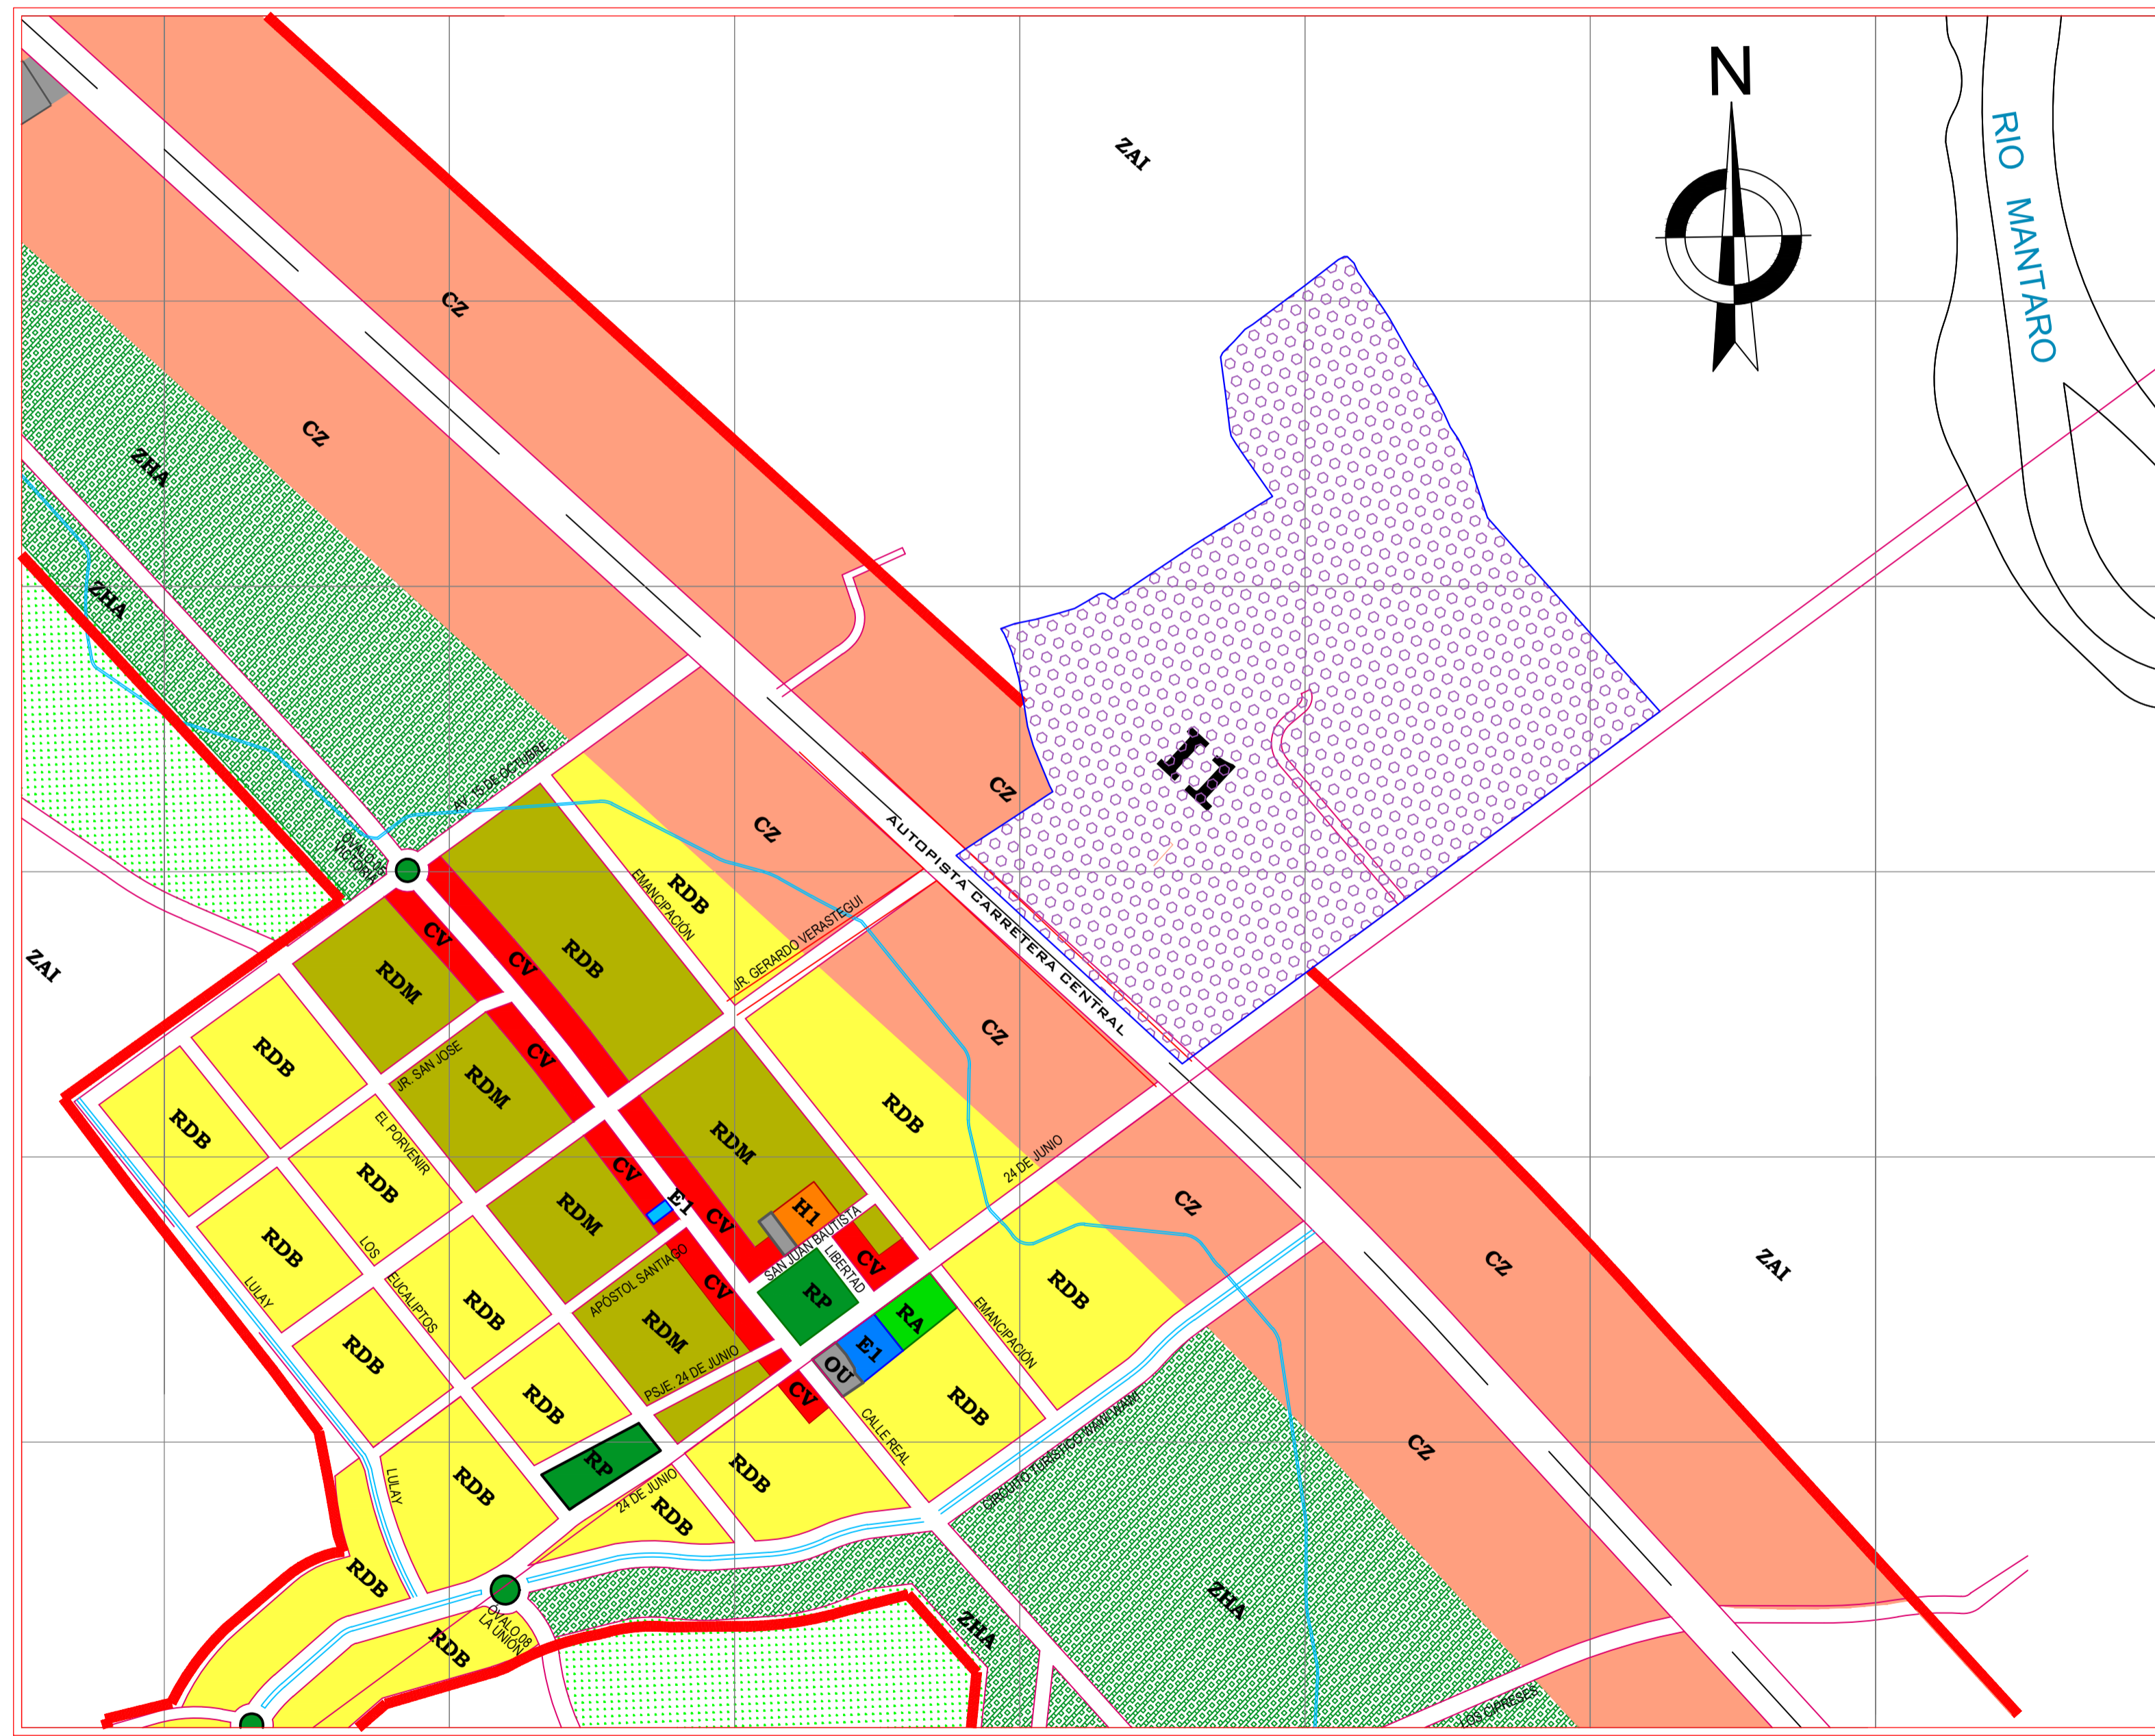 N
RIO MANTARO
ZAI
CZ
CZ
ZHA
ZHA
I1
CZ
CZ
AV. 15 DE OCTUBRE
AUTOPISTA CARRETERA CENTRAL
OVALO 05
VICTORIA
RDB
EMANCIPACIÓN
JR. GERARDO VERASTEGUI
CV
CV
RDB
ZAI
RDM
CZ
RDB
JR. SAN JOSE
CV
RDM
RDB
RDB
RDM
24 DE JUNIO
EL PORVENIR
RDB
CV
E1
CZ
RDM
CV
H1
SAN JUAN BAUTISTA
LIBERTAD
CV
RDB
LOS
EUCALIPTOS
LULAY
APÓSTOL SANTIAGO
CV
RP
RDB
CZ
ZAI
RDB
RDM
RA
E1
OU
EMANCIPACIÓN
RDB
PSJE. 24 DE JUNIO
CV
RDB
RDB
CALLE REAL
CIRCUITO TURISTICO WAWI WAWI
CZ
RP
RDB
RDB
LULAY
24 DE JUNIO
RDB
RDB
ZHA
OVALO 08
LA UNIÓN
ZHA
RDB
LOS CIPRESES